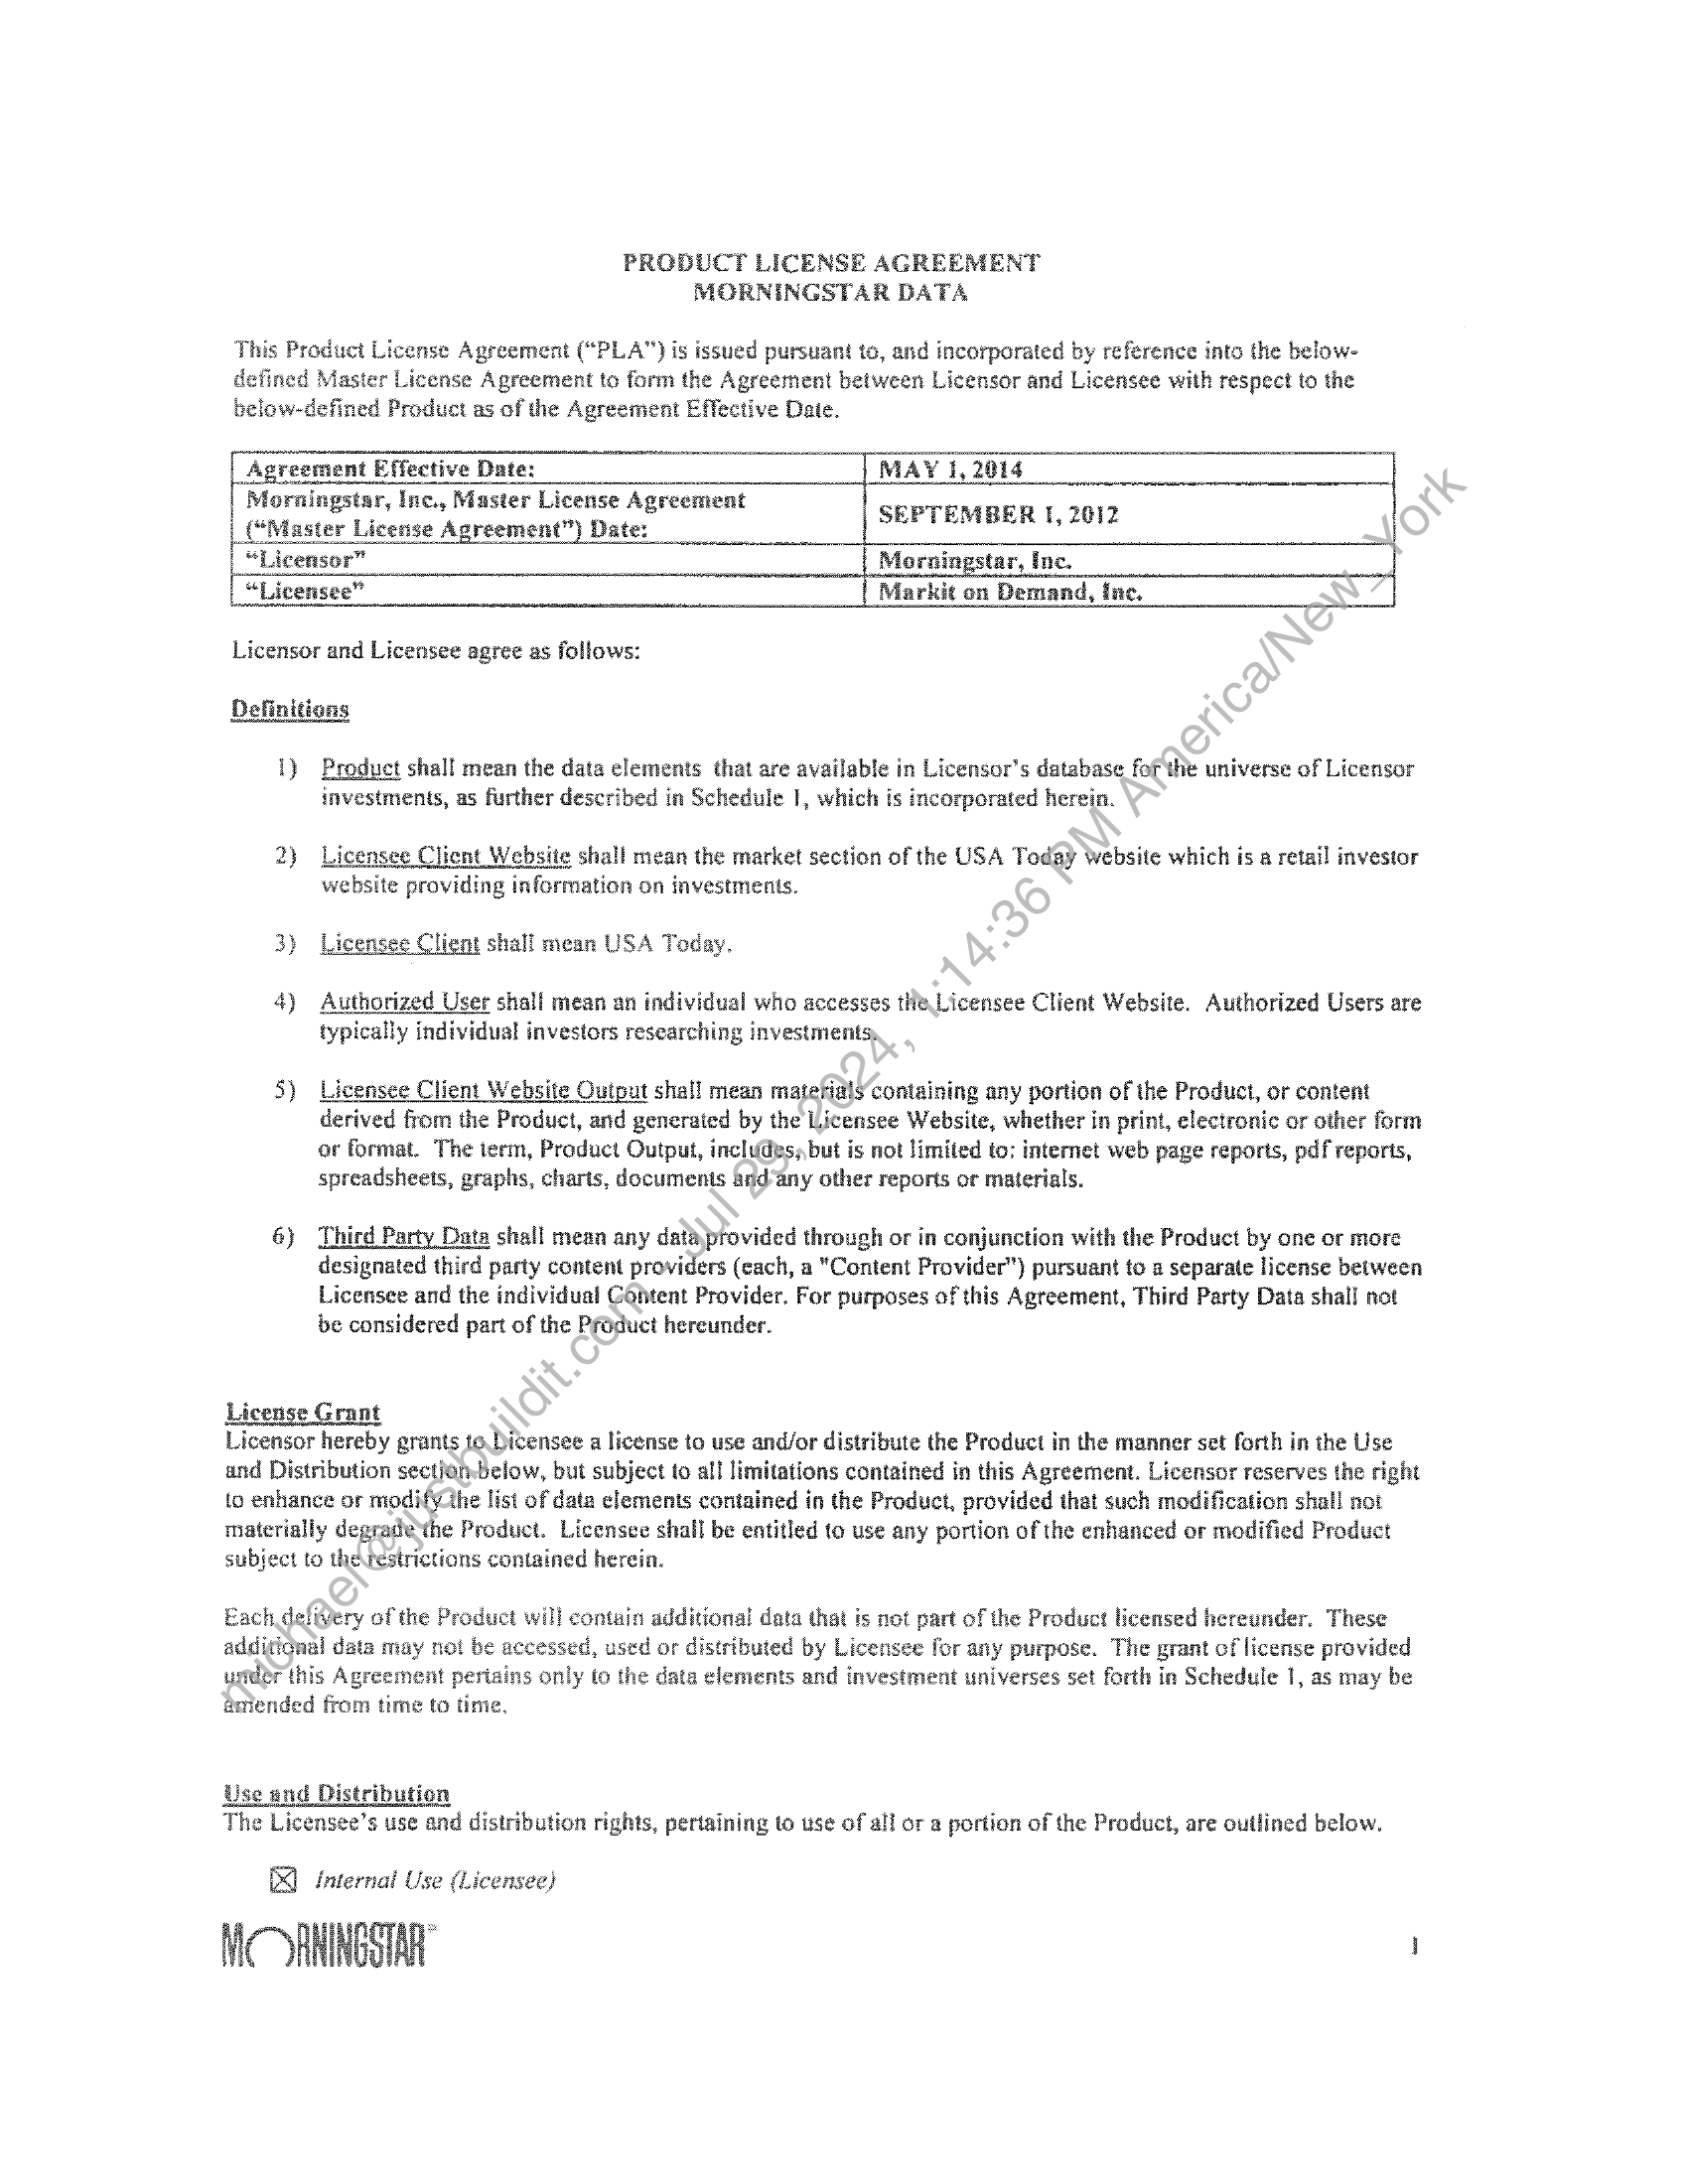 PRODUCT LICENSE AGREEMENT
MORNINGSTAR DATA
This Product License Agreement (“PLA”) is issued pursuant to, and incorporated by reference into the below-
defined Master License Agreement to form the Agreement between Licensor and Licensee with respect to the
below-defined Product as of the Agreement Effective Date.
Agreement Effective Date: MAY 1, 2014
Morningstar, Inc., Master License Agreement
(“Master License Agreement”) Date: SEPTEMBER 1, 2012
“Licensor” Morningstar, Inc.
“Licensee” Markit on Demand, Inc.
Licensor and Licensee agree as follows:
Definitions
1) Product shall mean the data elements that are available in Licensor's database for the universe of Licensor
investments, as further described in Schedule 1, which is incorporated herein.
2) Licensee Client Website shall mean the market section of the USA Today website which is a retail investor
website providing information on investments.
3) Licensee Client shall mean USA Today.
4) Authorized User shall mean an individual who accesses the Licensee Client Website. Authorized Users are
typically individual investors researching investments.
5) Licensee Client Website Output shall mean materials containing any portion of the Product, or content
derived from the Product, and generated by the Licensee Website, whether in print, electronic or other form
or format. The term, Product Output, includes, but is not limited to: internet web page reports, pdf reports,
spreadsheets, graphs, charts, documents and any other reports or materials.
6) Third Party Data shall mean any data provided through or in conjunction with the Product by one or more
designated third party content providers (each, a "Content Provider") pursuant to a separate license between
Licensee and the individual Content Provider. For purposes of this Agreement, Third Party Data shall not
be considered part of the Product hereunder.
License Grant
Licensor hereby grants to Licensee a license to use and/or distribute the Product in the manner set forth in the Use
and Distribution section below, but subject to all limitations contained in this Agreement. Licensor reserves the right
to enhance or modify the list of data elements contained in the Product, provided that such modification shall not
materially degrade the Product. Licensee shall be entitled to use any portion of the enhanced or modified Product
subject to the restrictions contained herein.
Each delivery of the Product will contain additional data that is not part of the Product licensed hereunder. These
additional data may not be accessed, used or distributed by Licensee for any purpose. The grant of license provided
under this Agreement pertains only to the data elements and investment universes set forth in Schedule 1, as may be
amended from time to time.
Use and Distribution
The Licensee's use and distribution rights, pertaining to use of all or a portion of the Product, are outlined below.
☒ Internal Use (Licensee)
MORNINGSTAR
1
michael@justbuildit.com - Jul 29, 2024, 1:14:36 PM America/New_York